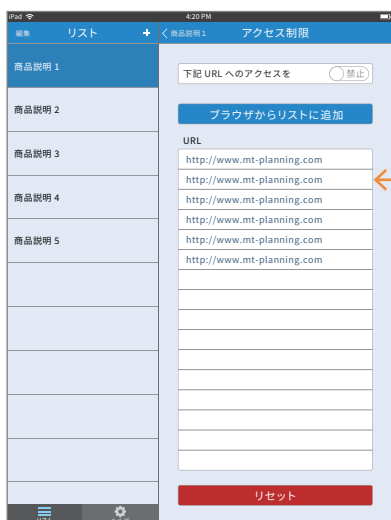 iPad 4:20 PM
編集 リスト + 商品説明 1 アクセス制限
商品説明 1
商品説明 2
商品説明 3
商品説明 4
商品説明 5
下記 URL へのアクセスを 禁止
ブラウザからリストに追加
URL
http://www.mt-planning.com
http://www.mt-planning.com
http://www.mt-planning.com
http://www.mt-planning.com
http://www.mt-planning.com
http://www.mt-planning.com
リセット